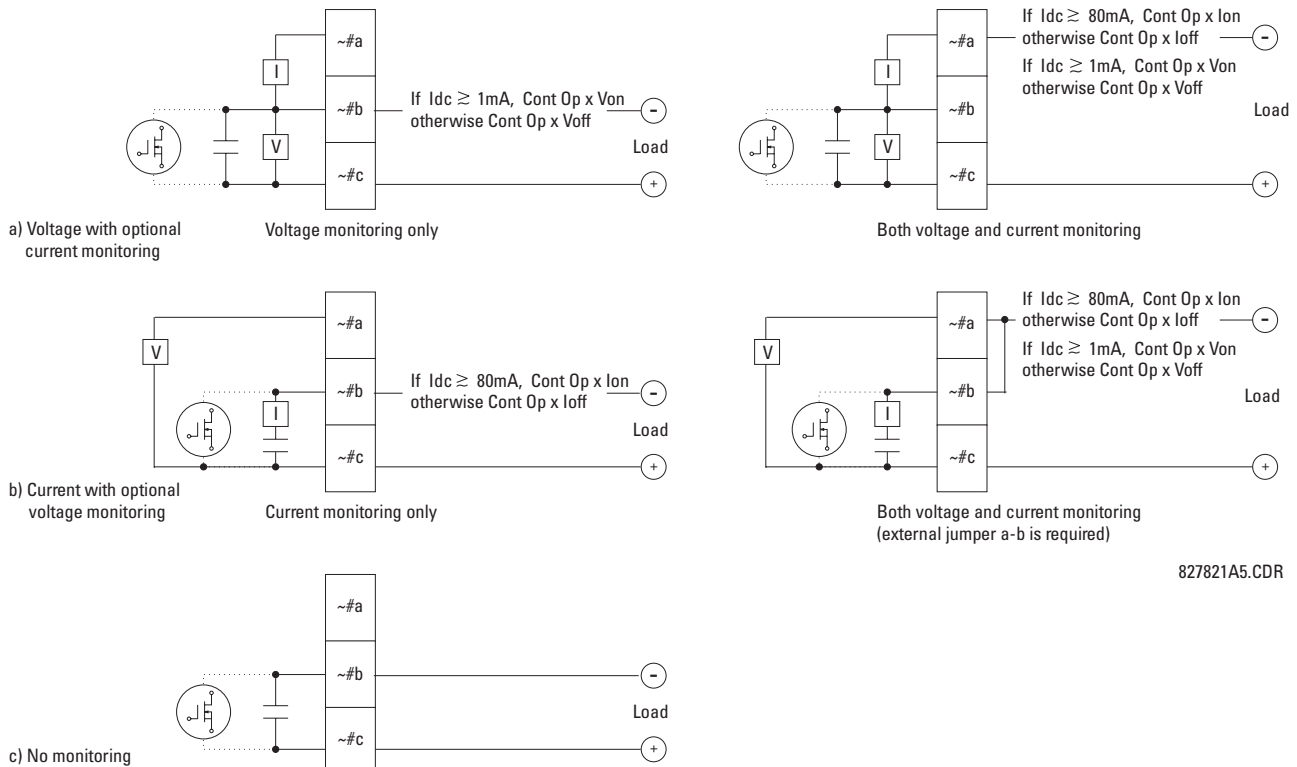 ~#a
I
~#b
If Idc ≳ 1mA, Cont Op x Von
otherwise Cont Op x Voff
-
V
Load
~#c
+
a) Voltage with optional
current monitoring
Voltage monitoring only
If Idc ≳ 80mA, Cont Op x Ion
~#a
otherwise Cont Op x Ioff
-
I
If Idc ≳ 1mA, Cont Op x Von
otherwise Cont Op x Voff
~#b
Load
V
~#c
+
Both voltage and current monitoring
~#a
V
~#b
If Idc ≳ 80mA, Cont Op x Ion
otherwise Cont Op x Ioff
-
I
Load
~#c
+
b) Current with optional
voltage monitoring
Current monitoring only
If Idc ≳ 80mA, Cont Op x Ion
~#a
otherwise Cont Op x Ioff
-
V
If Idc ≳ 1mA, Cont Op x Von
otherwise Cont Op x Voff
~#b
Load
I
~#c
+
Both voltage and current monitoring
(external jumper a-b is required)
827821A5.CDR
~#a
~#b
-
Load
~#c
+
c) No monitoring